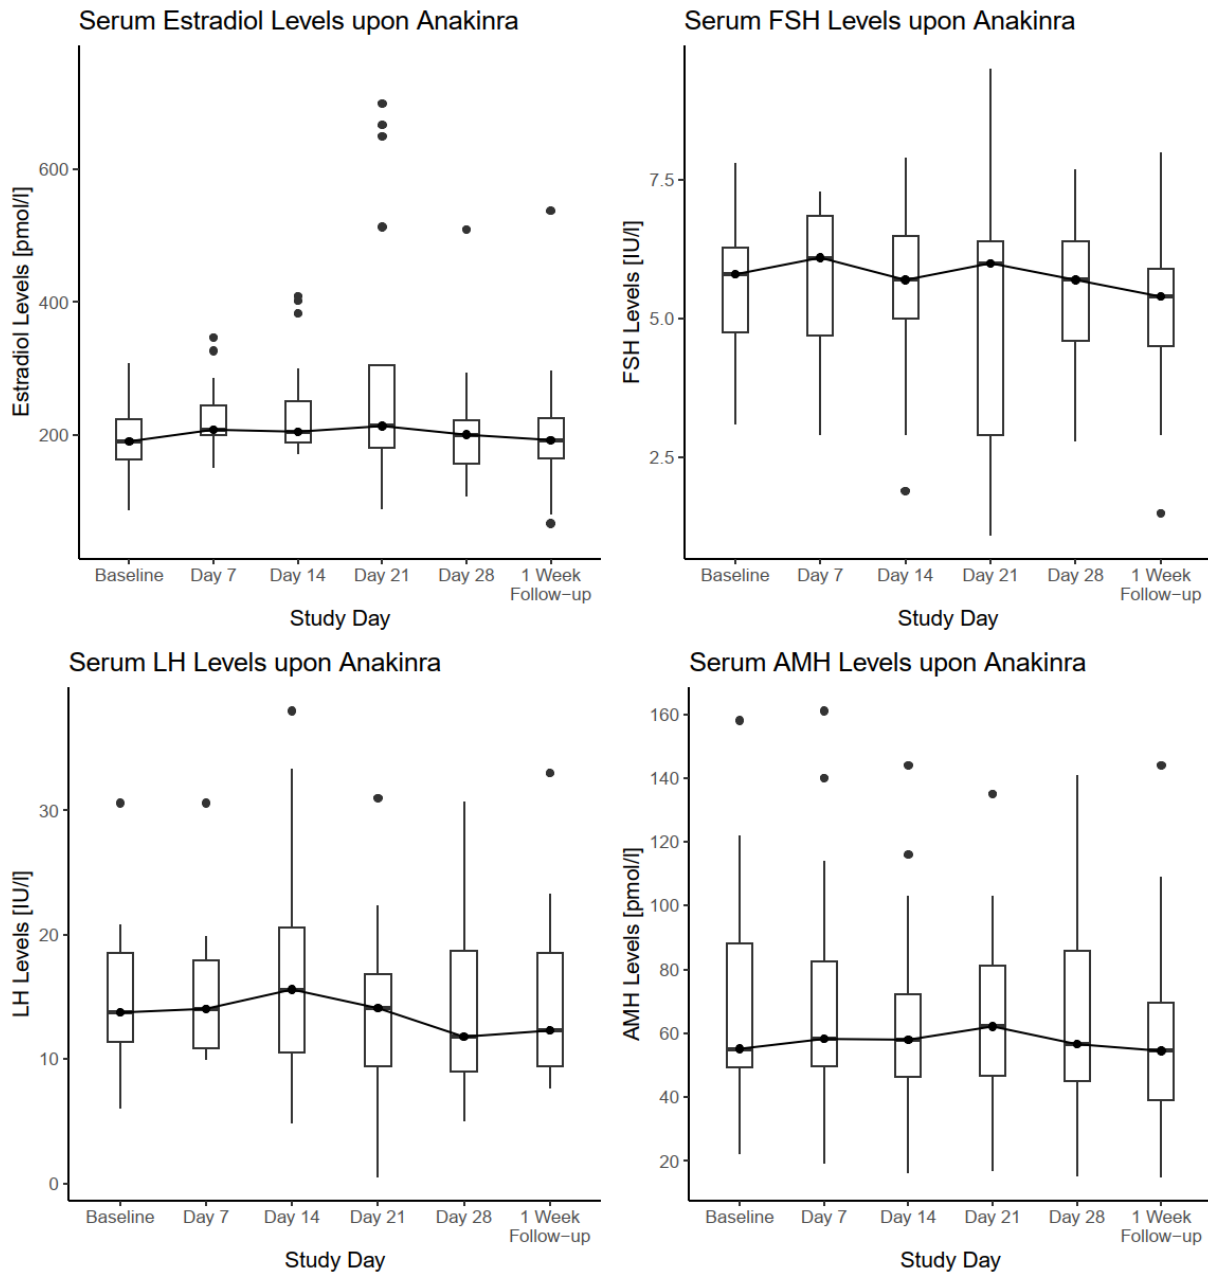 Serum Estradiol Levels upon Anakinra
Estradiol Levels [pmol/l]
600
400
200
Baseline Day 7 Day 14 Day 21 Day 28 1 Week
Follow−up
Study Day
Serum FSH Levels upon Anakinra
FSH Levels [IU/l]
7.5
5.0
2.5
Baseline Day 7 Day 14 Day 21 Day 28 1 Week
Follow−up
Study Day
Serum LH Levels upon Anakinra
LH Levels [IU/l]
30
20
10
0
Baseline Day 7 Day 14 Day 21 Day 28 1 Week
Follow−up
Study Day
Serum AMH Levels upon Anakinra
AMH Levels [pmol/l]
160
140
120
100
80
60
40
20
Baseline Day 7 Day 14 Day 21 Day 28 1 Week
Follow−up
Study Day